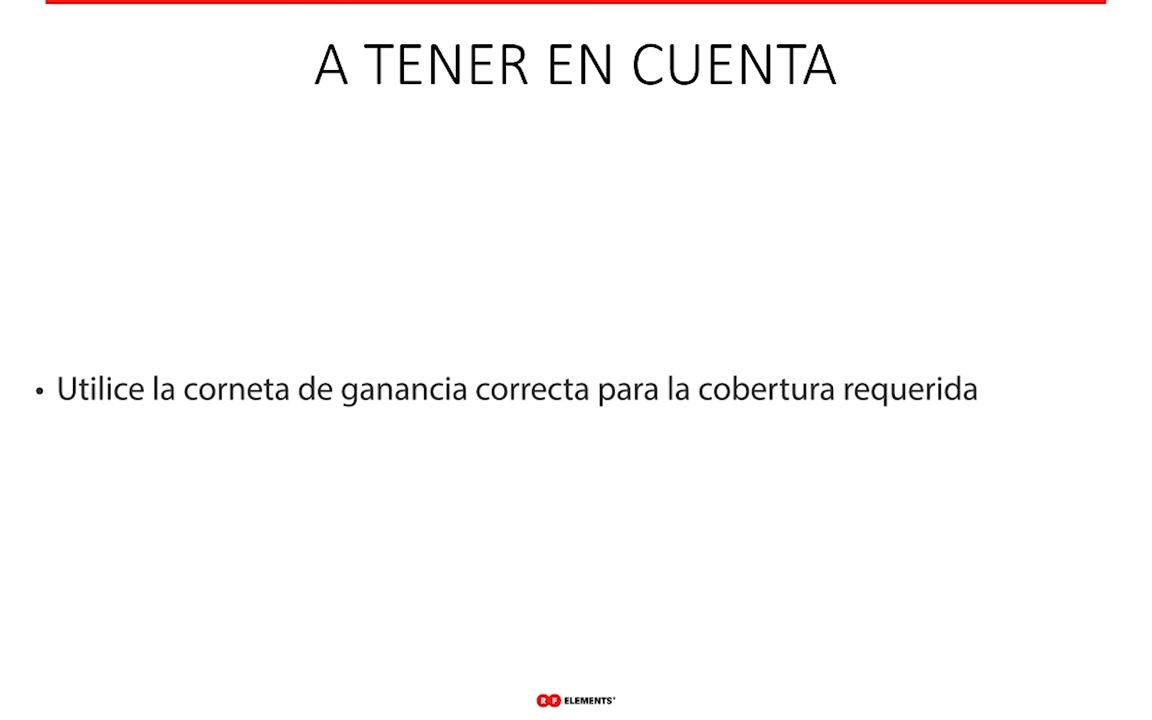 A TENER EN CUENTA
• Utilice la corneta de ganancia correcta para la cobertura requerida
RF ELEMENTS